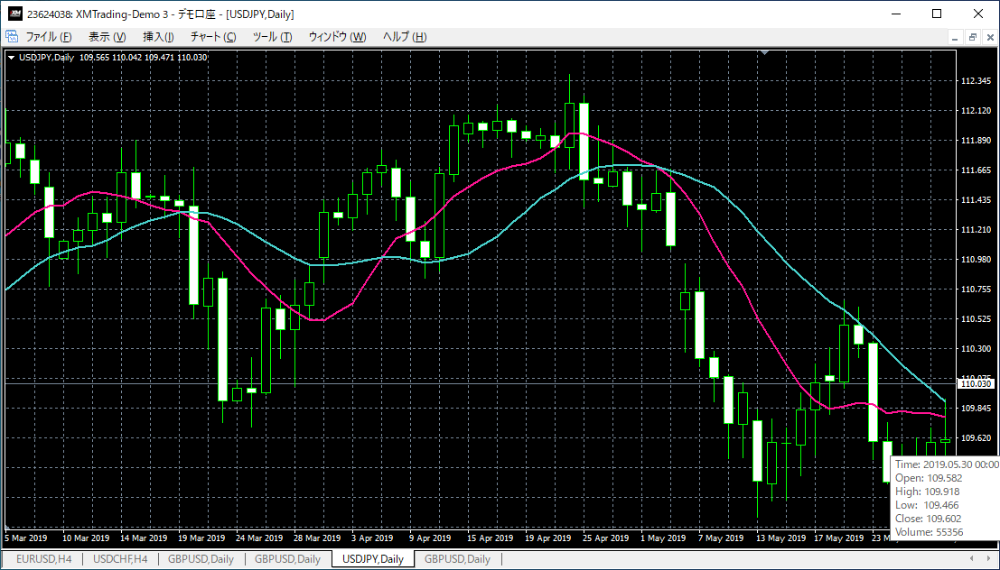 23624038: XMTrading-Demo 3 - デモ口座 - [USDJPY,Daily]
ファイル (F) 表示 (V) 挿入(I) チャート (C) ツール (T) ウィンドウ (W) ヘルプ (H)
USDJPY,Daily 109.565 110.042 109.471 110.030
112.345
112.120
111.890
111.665
111.435
111.210
110.980
110.755
110.525
110.300
110.075
110.030
109.845
109.620
Time: 2019.05.30 00:00
Open: 109.582
High: 109.918
Low: 109.466
Close: 109.602
Volume: 55356
5 Mar 2019 10 Mar 2019 14 Mar 2019 19 Mar 2019 24 Mar 2019 28 Mar 2019 3 Apr 2019 9 Apr 2019 15 Apr 2019 19 Apr 2019 25 Apr 2019 1 May 2019 7 May 2019 13 May 2019 17 May 2019 23
EURUSD,H4 USDCHF,H4 GBPUSD,Daily GBPUSD,Daily USDJPY,Daily GBPUSD,Daily